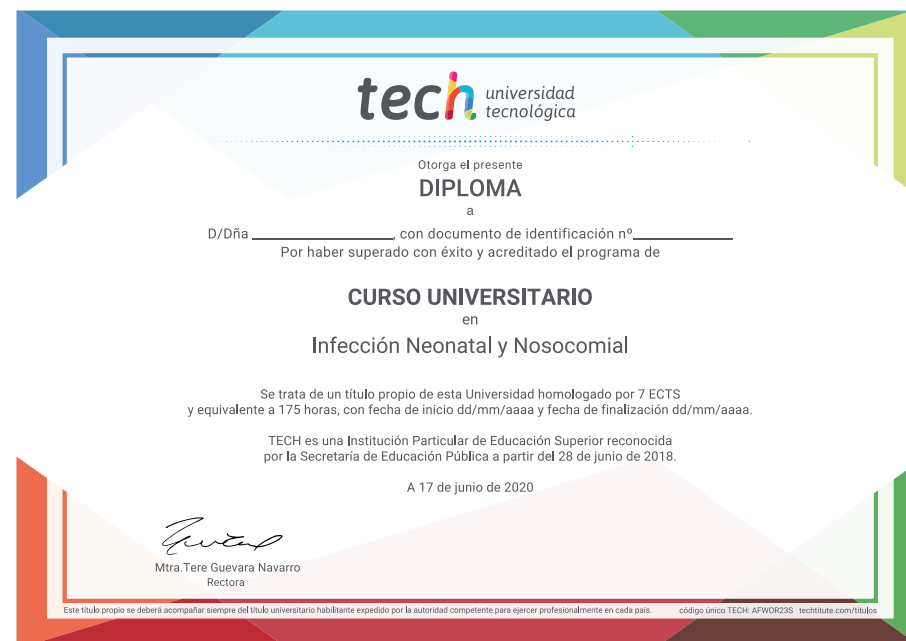 tech universidad
tecnológica
Otorga el presente
DIPLOMA
a
D/Dña ______________, con documento de identificación nº__________
Por haber superado con éxito y acreditado el programa de
CURSO UNIVERSITARIO
en
Infección Neonatal y Nosocomial
Se trata de un título propio de esta Universidad homologado por 7 ECTS
y equivalente a 175 horas, con fecha de inicio dd/mm/aaaa y fecha de finalización dd/mm/aaaa.
TECH es una Institución Particular de Educación Superior reconocida
por la Secretaría de Educación Pública a partir del 28 de junio de 2018.
A 17 de junio de 2020
Mtra.Tere Guevara Navarro
Rectora
Este título propio se deberá acompañar siempre del título universitario habilitante expedido por la autoridad competente para ejercer profesionalmente en cada país. código único TECH: AFWOR23S techtitute.com/titulos